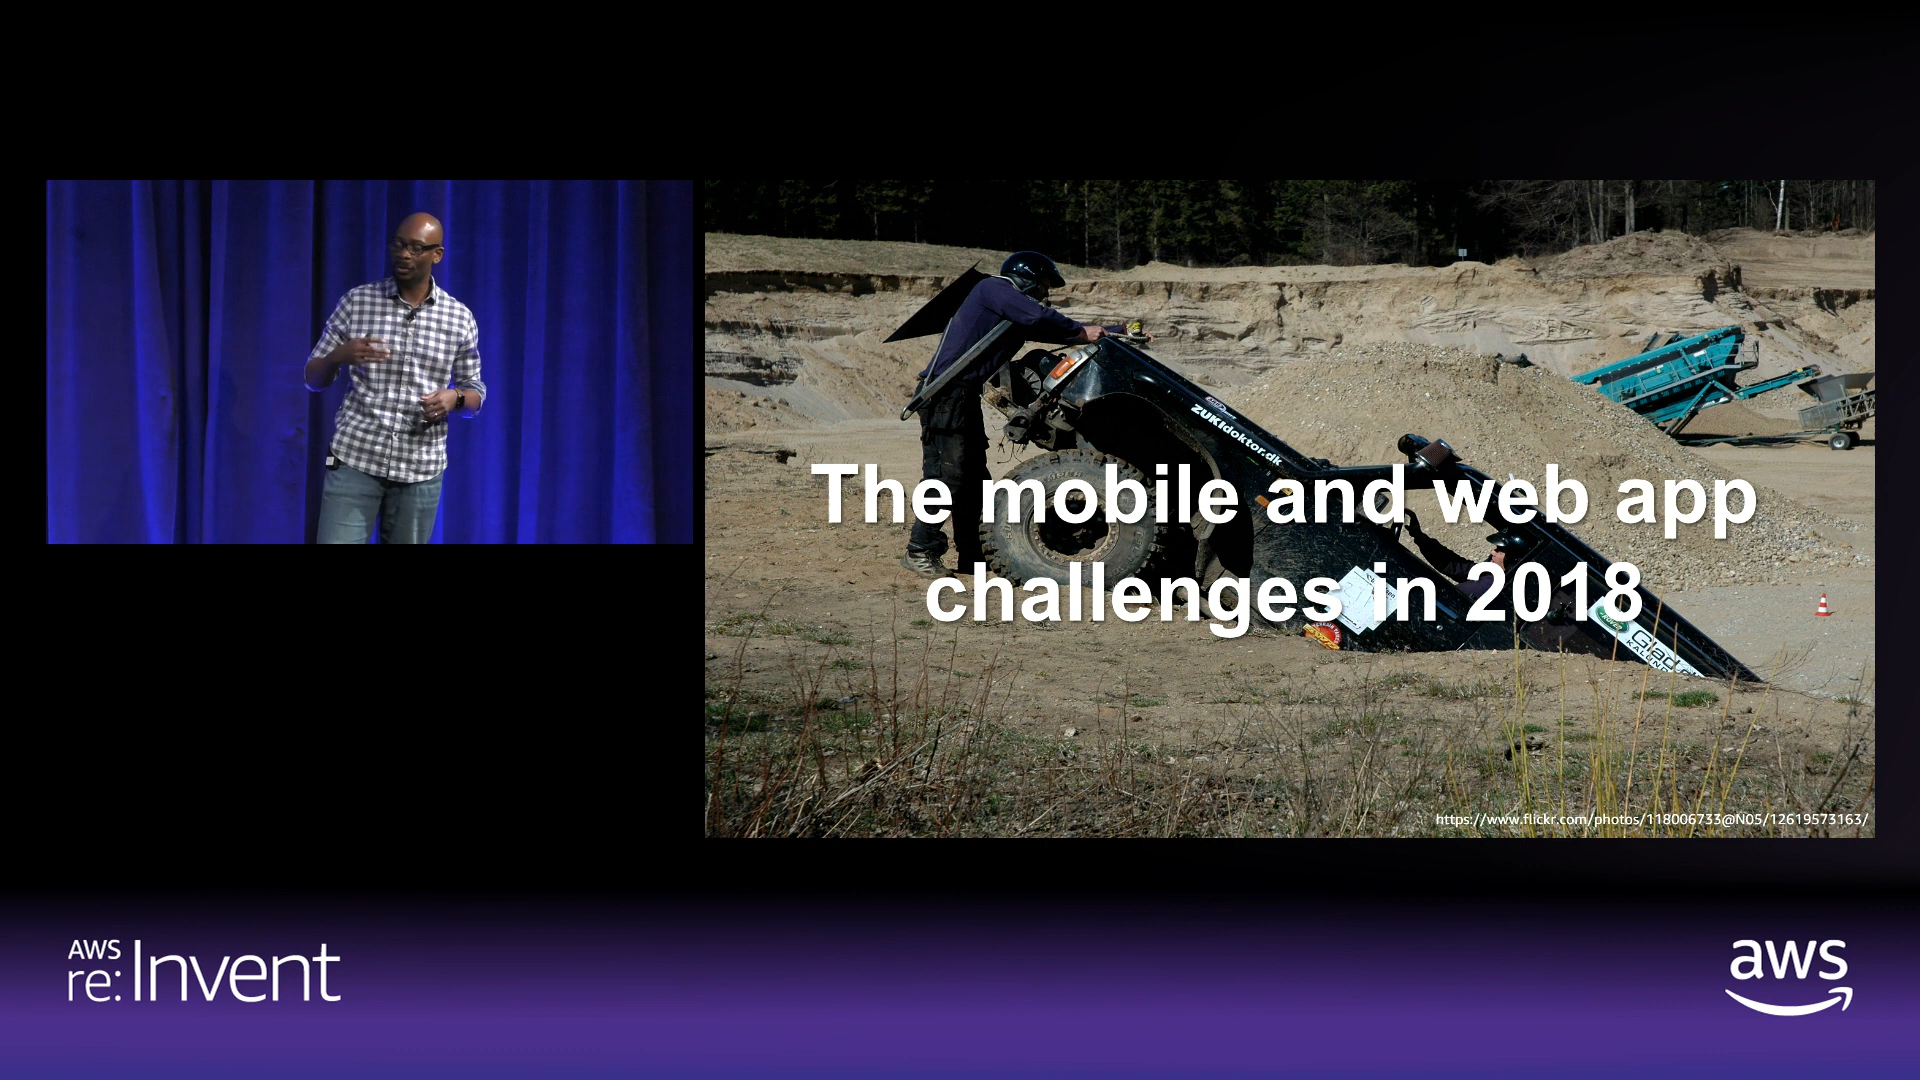 ZUKIdoktor.dk
The mobile and web app
challenges in 2018
https://www.flickr.com/photos/118006733@N05/12619573163/
AWS
re:Invent
aws